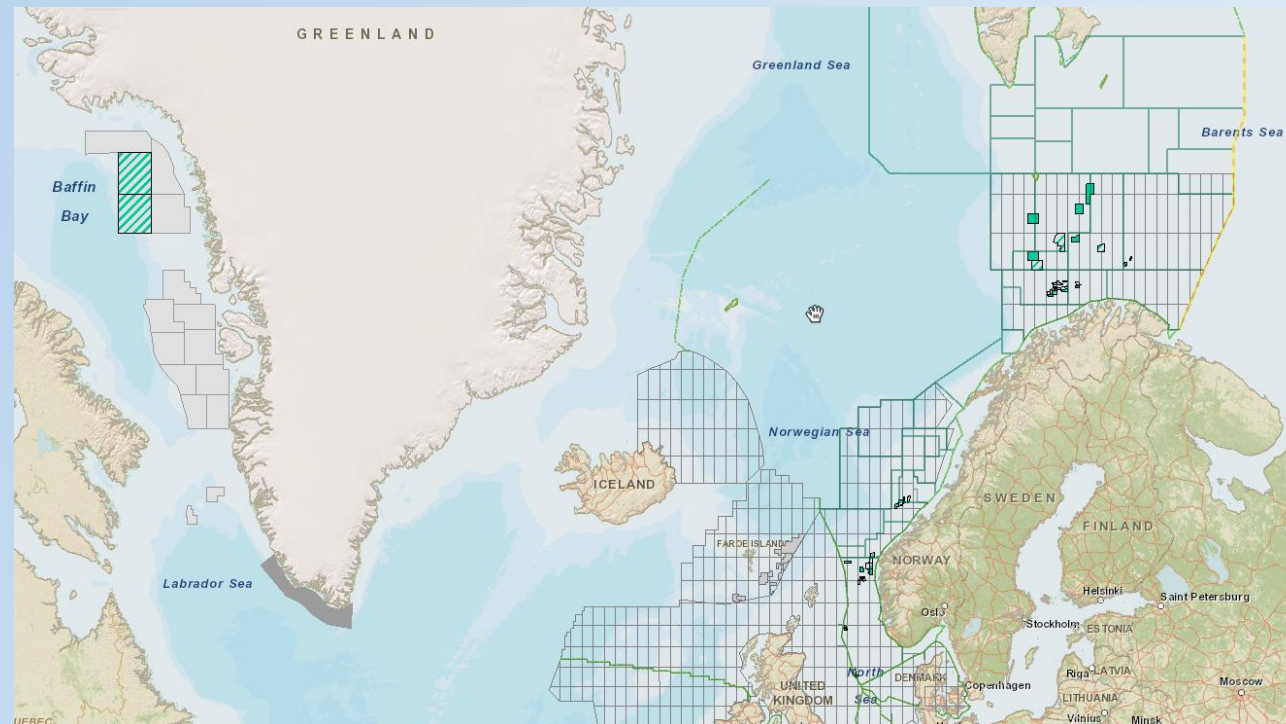 GREENLAND
Greenland Sea
Barents Sea
Baffin
Bay
Norwegian Sea
ICELAND
SWEDEN
FINLAND
FAROE ISLANDS
NORWAY
Labrador Sea
Helsinki
Saint Petersburg
Oslo
Stockholm
ESTONIA
North
Sea
DENMARK
Riga
LATVIA
Copenhagen
Moscow
UNITED
KINGDOM
LITHUANIA
Vilnius
Minsk